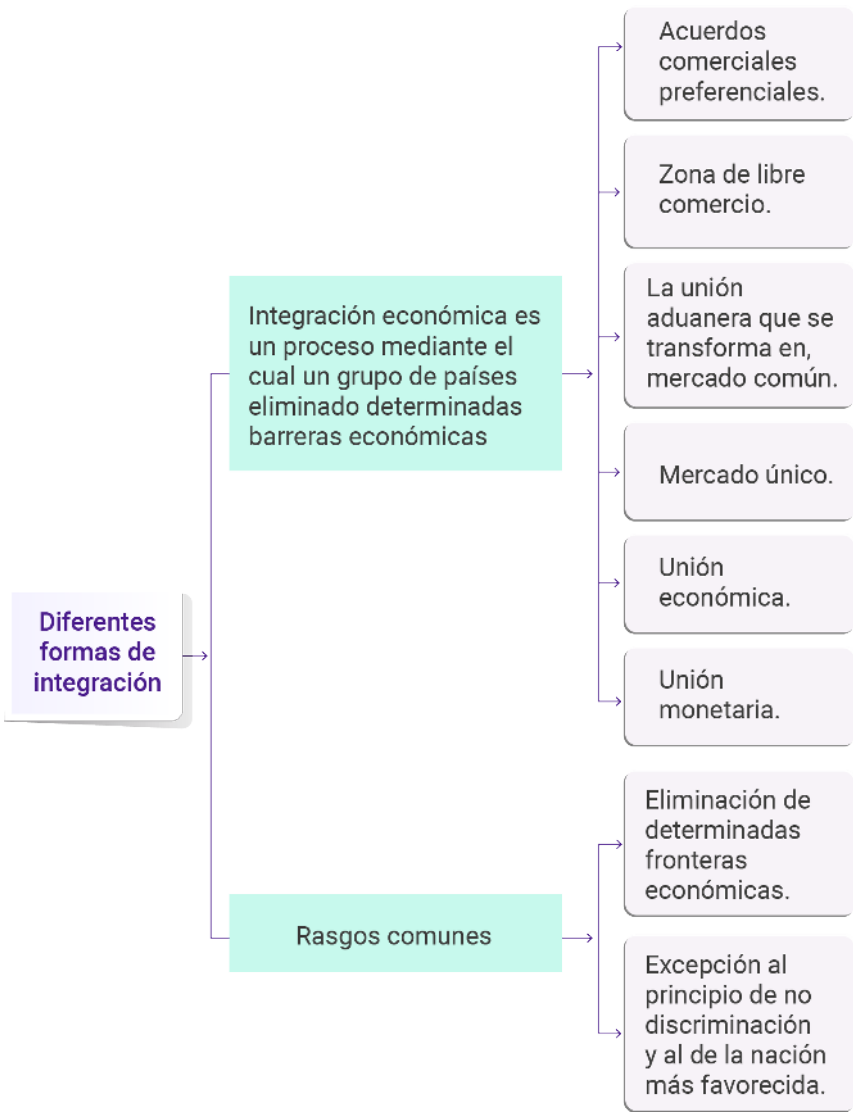 Diferentes
formas de
integración
Integración económica es
un proceso mediante el
cual un grupo de países
eliminado determinadas
barreras económicas
Acuerdos
comerciales
preferenciales.
Zona de libre
comercio.
La unión
aduanera que se
transforma en,
mercado común.
Mercado único.
Unión
económica.
Unión
monetaria.
Rasgos comunes
Eliminación de
determinadas
fronteras
económicas.
Excepción al
principio de no
discriminación
y al de la nación
más favorecida.